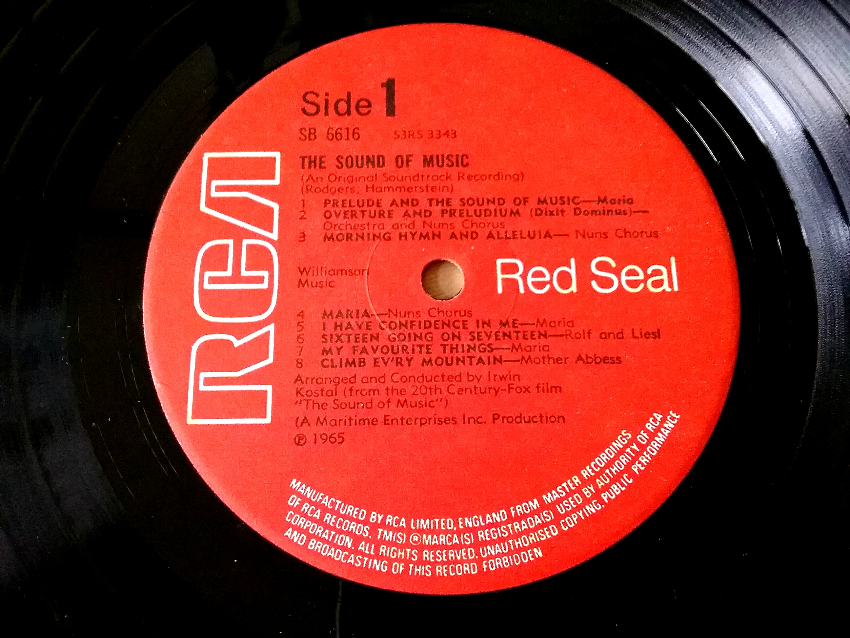 RCA
Side 1
SB 6616 S3RS 3343
THE SOUND OF MUSIC
(An Original Soundtrack Recording)
(Rodgers; Hammerstein)
1 PRELUDE AND THE SOUND OF MUSIC—Maria
2 OVERTURE AND PRELUDIUM (Dixit Dominus)—
Orchestra and Nuns Chorus
3 MORNING HYMN AND ALLELUIA— Nuns Chorus
Williamson
Music
Red Seal
4 MARIA—Nuns Chorus
5 I HAVE CONFIDENCE IN ME—Maria
6 SIXTEEN GOING ON SEVENTEEN—Rolf and Liesl
7 MY FAVOURITE THINGS—Maria
8 CLIMB EV'RY MOUNTAIN—Mother Abbess
Arranged and Conducted by Irwin
Kostal (from the 20th Century-Fox film
"The Sound of Music")
(A Maritime Enterprises Inc. Production
℗ 1965
MANUFACTURED BY RCA LIMITED, ENGLAND FROM MASTER RECORDINGS
OF RCA RECORDS. TM(S) ® MARCA(S) REGISTRADA(S) USED BY AUTHORITY OF RCA
CORPORATION. ALL RIGHTS RESERVED. UNAUTHORISED COPYING, PUBLIC PERFORMANCE
AND BROADCASTING OF THIS RECORD FORBIDDEN